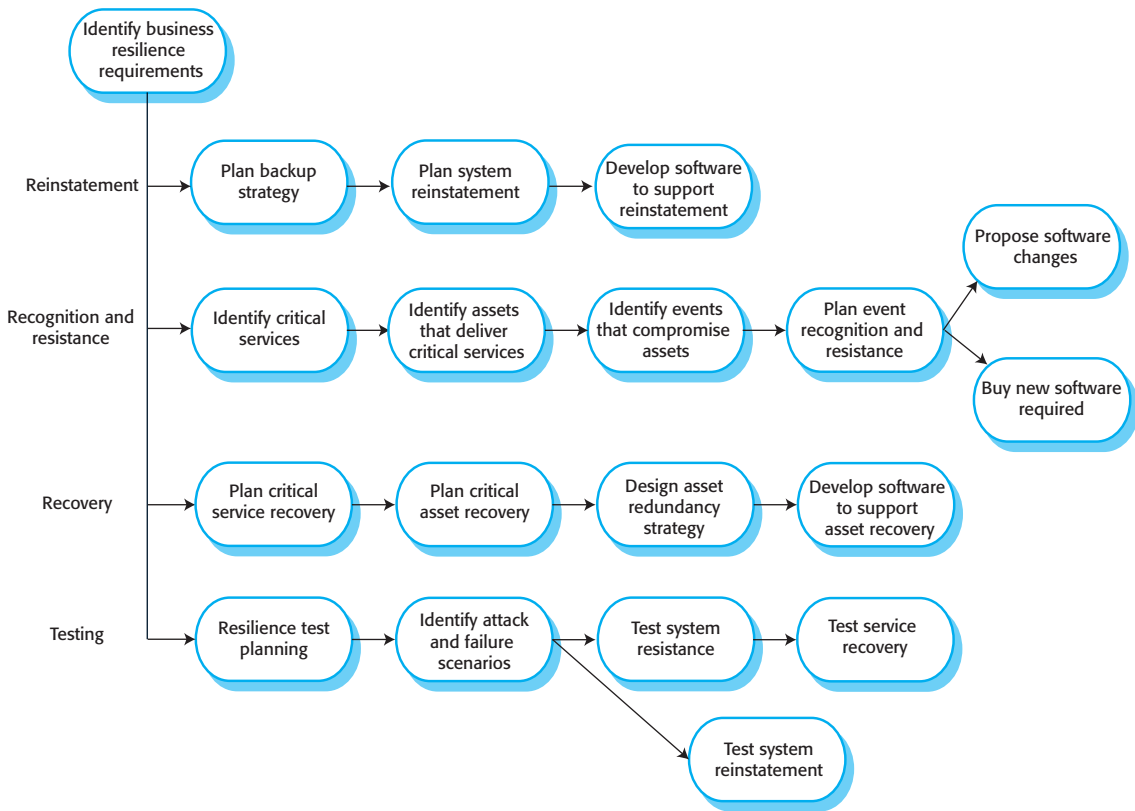 Identify business
resilience
requirements
Reinstatement
Plan backup
strategy
Plan system
reinstatement
Develop software
to support
reinstatement
Propose software
changes
Recognition and
resistance
Identify critical
services
Identify assets
that deliver
critical services
Identify events
that compromise
assets
Plan event
recognition and
resistance
Buy new software
required
Recovery
Plan critical
service recovery
Plan critical
asset recovery
Design asset
redundancy
strategy
Develop software
to support
asset recovery
Testing
Resilience test
planning
Identify attack
and failure
scenarios
Test system
resistance
Test service
recovery
Test system
reinstatement